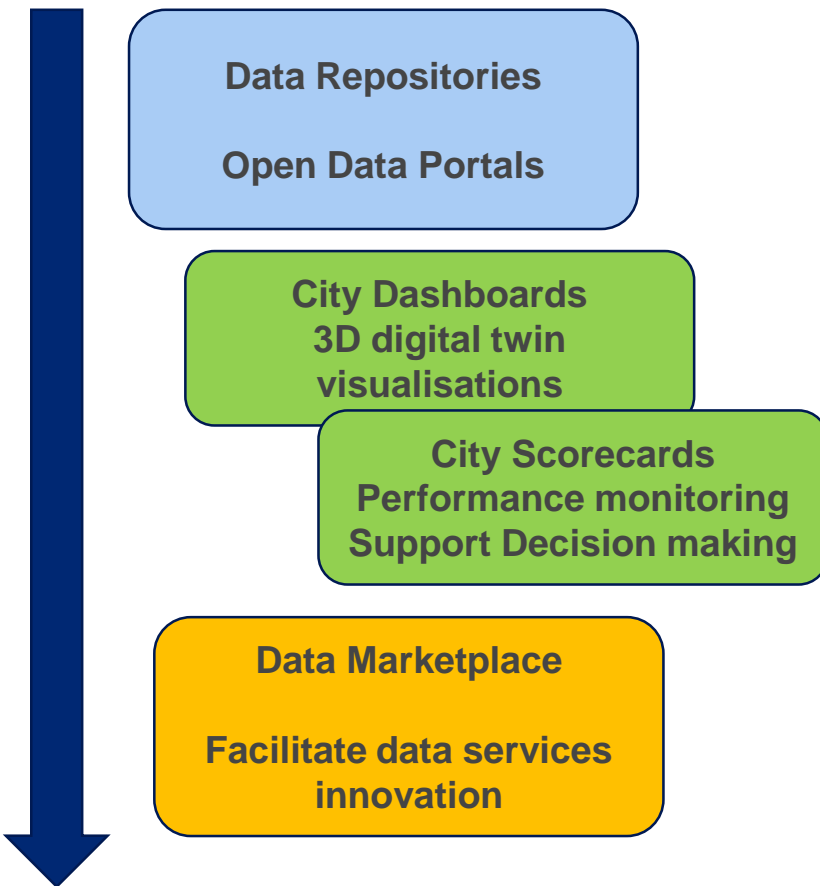 Data Repositories
Open Data Portals
City Dashboards
3D digital twin
visualisations
City Scorecards
Performance monitoring
Support Decision making
Data Marketplace
Facilitate data services
innovation